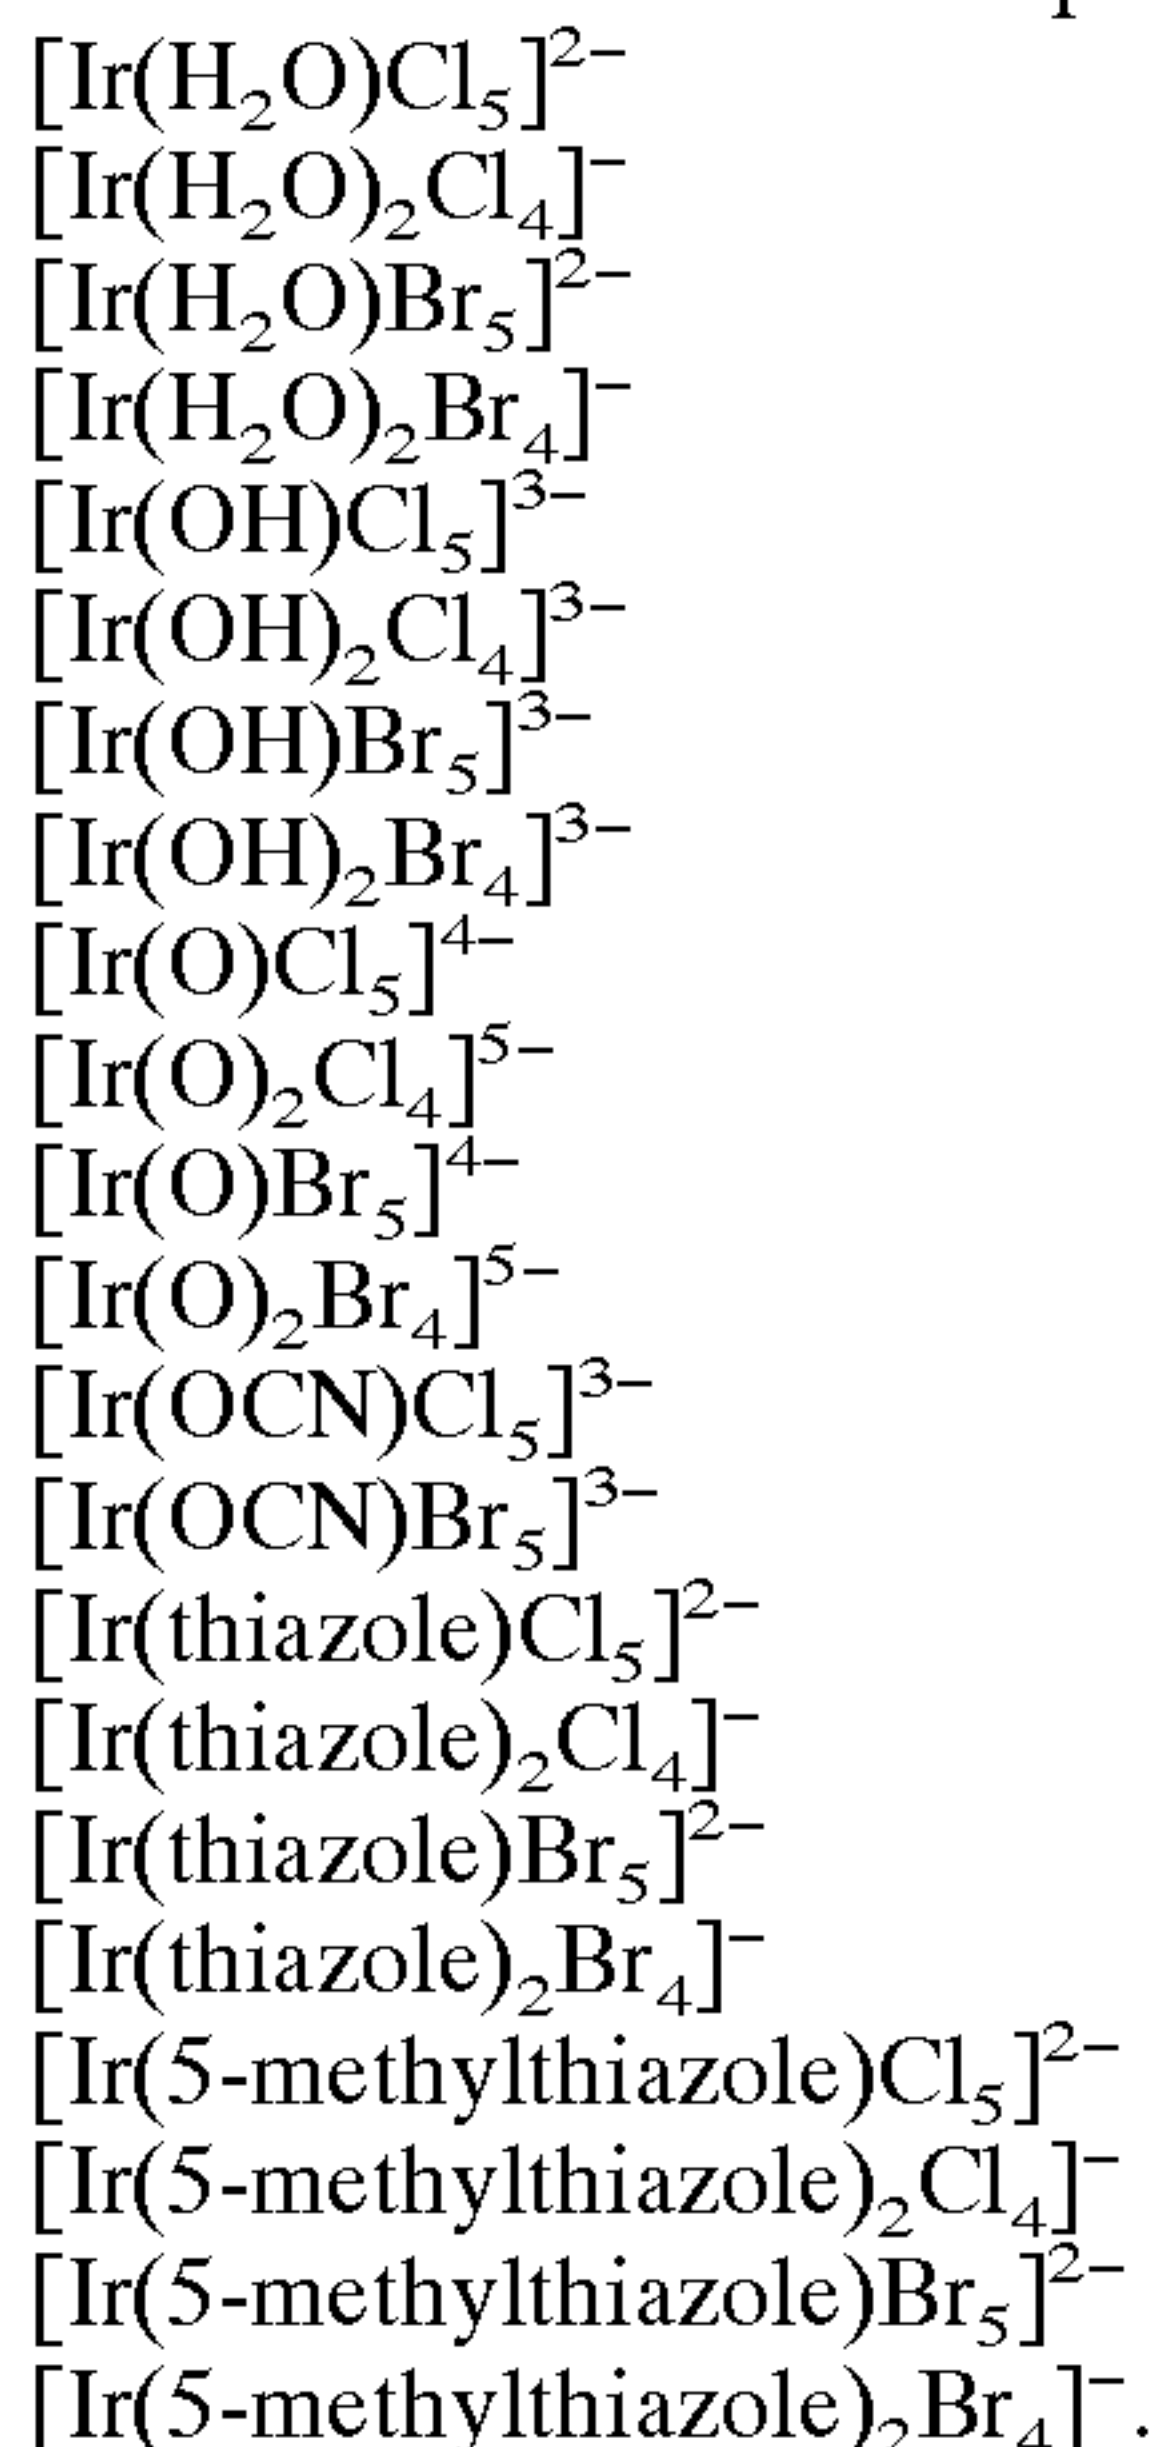 [Ir(H₂O)Cl₅]²⁻
[Ir(H₂O)₂Cl₄]⁻
[Ir(H₂O)Br₅]²⁻
[Ir(H₂O)₂Br₄]⁻
[Ir(OH)Cl₅]³⁻
[Ir(OH)₂Cl₄]³⁻
[Ir(OH)Br₅]³⁻
[Ir(OH)₂Br₄]³⁻
[Ir(O)Cl₅]⁴⁻
[Ir(O)₂Cl₄]⁵⁻
[Ir(O)Br₅]⁴⁻
[Ir(O)₂Br₄]⁵⁻
[Ir(OCN)Cl₅]³⁻
[Ir(OCN)Br₅]³⁻
[Ir(thiazole)Cl₅]²⁻
[Ir(thiazole)₂Cl₄]⁻
[Ir(thiazole)Br₅]²⁻
[Ir(thiazole)₂Br₄]⁻
[Ir(5-methylthiazole)Cl₅]²⁻
[Ir(5-methylthiazole)₂Cl₄]⁻
[Ir(5-methylthiazole)Br₅]²⁻
[Ir(5-methylthiazole)₂Br₄]⁻.